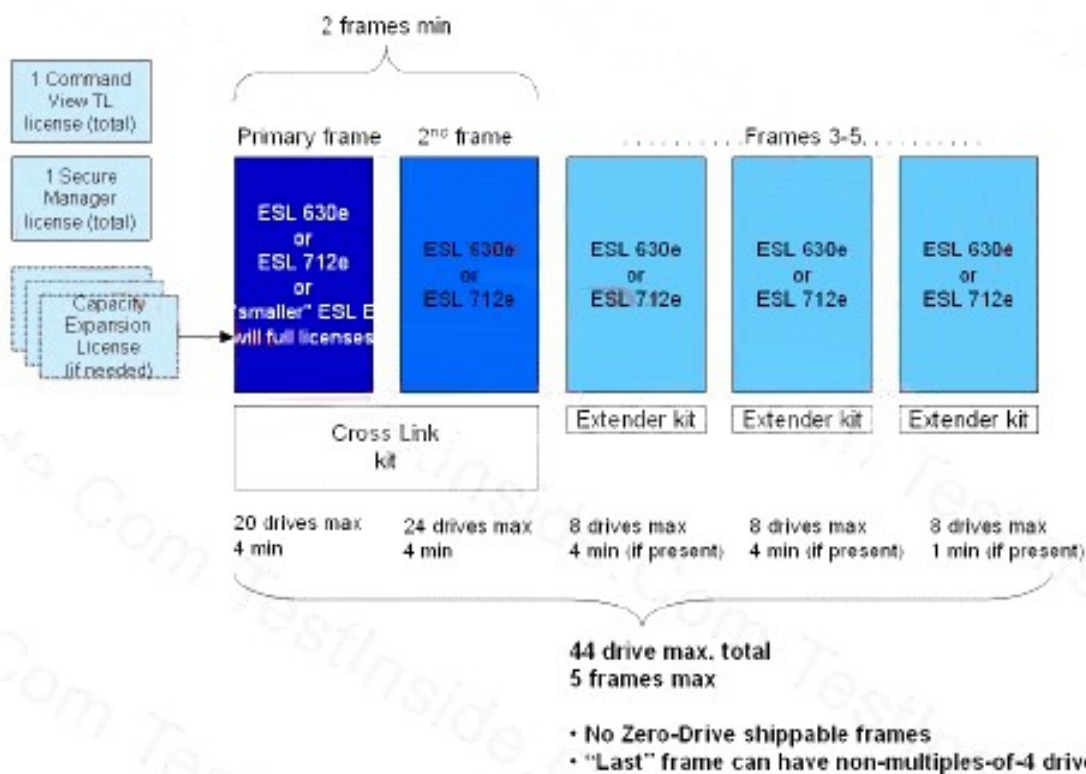 2 frames min
1 Command
View TL
license (total)
1 Secure
Manager
license (total)
Capacity
Expansion
License
(if needed)
Primary frame
2nd frame
Frames 3-5
ESL 630e
or
ESL 712e
or
"smaller" ESL E
will full licenses
ESL 630e
or
ESL 712e
ESL 630e
or
ESL 712e
ESL 630e
or
ESL 712e
ESL 630e
or
ESL 712e
Cross Link
kit
Extender kit
Extender kit
Extender kit
20 drives max
4 min
24 drives max
4 min
8 drives max
4 min (if present)
8 drives max
4 min (if present)
8 drives max
1 min (if present)
44 drive max. total
5 frames max
• No Zero-Drive shippable frames
• "Last" frame can have non-multiples-of-4 drive